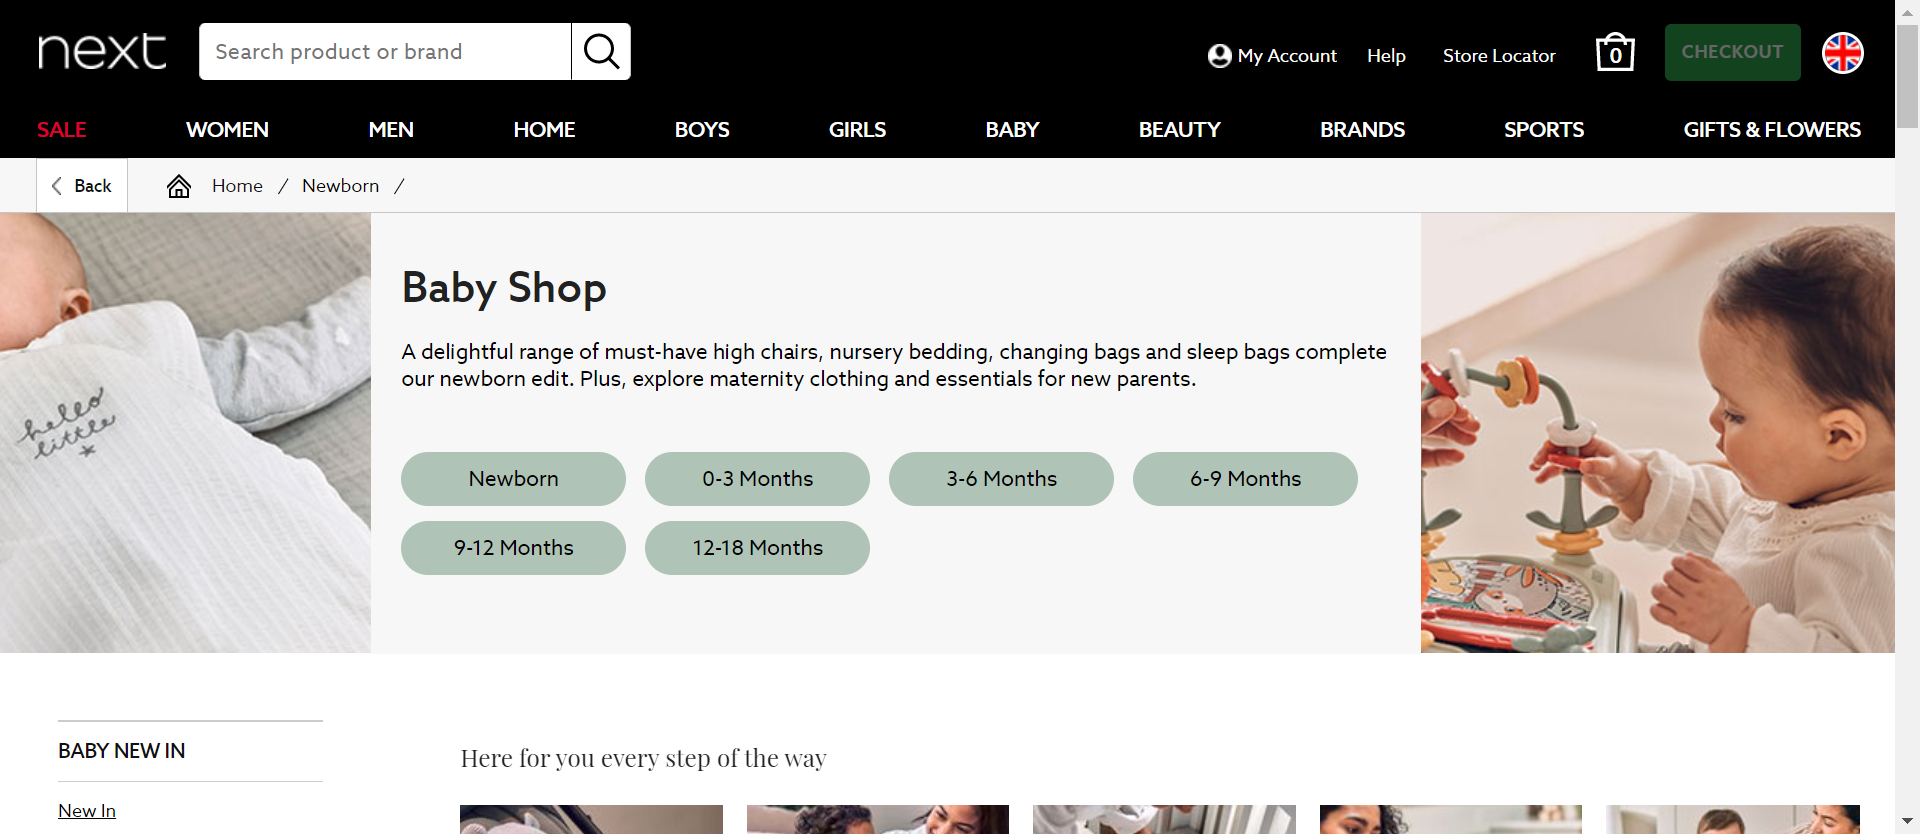 next
Search product or brand
My Account
Help
Store Locator
0
CHECKOUT
SALE
WOMEN
MEN
HOME
BOYS
GIRLS
BABY
BEAUTY
BRANDS
SPORTS
GIFTS & FLOWERS
Back
Home / Newborn /
hello
little
Baby Shop
A delightful range of must-have high chairs, nursery bedding, changing bags and sleep bags complete
our newborn edit. Plus, explore maternity clothing and essentials for new parents.
Newborn
0-3 Months
3-6 Months
6-9 Months
9-12 Months
12-18 Months
BABY NEW IN
New In
Here for you every step of the way